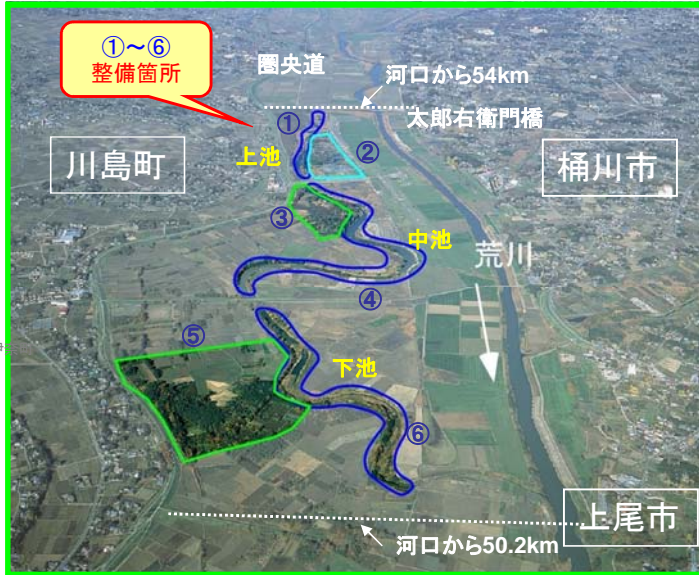 ①～⑥
整備箇所
圏央道
河口から54km
太郎右衛門橋
①
②
上池
川島町
桶川市
③
中池
荒川
④
⑤
下池
⑥
上尾市
河口から50.2km